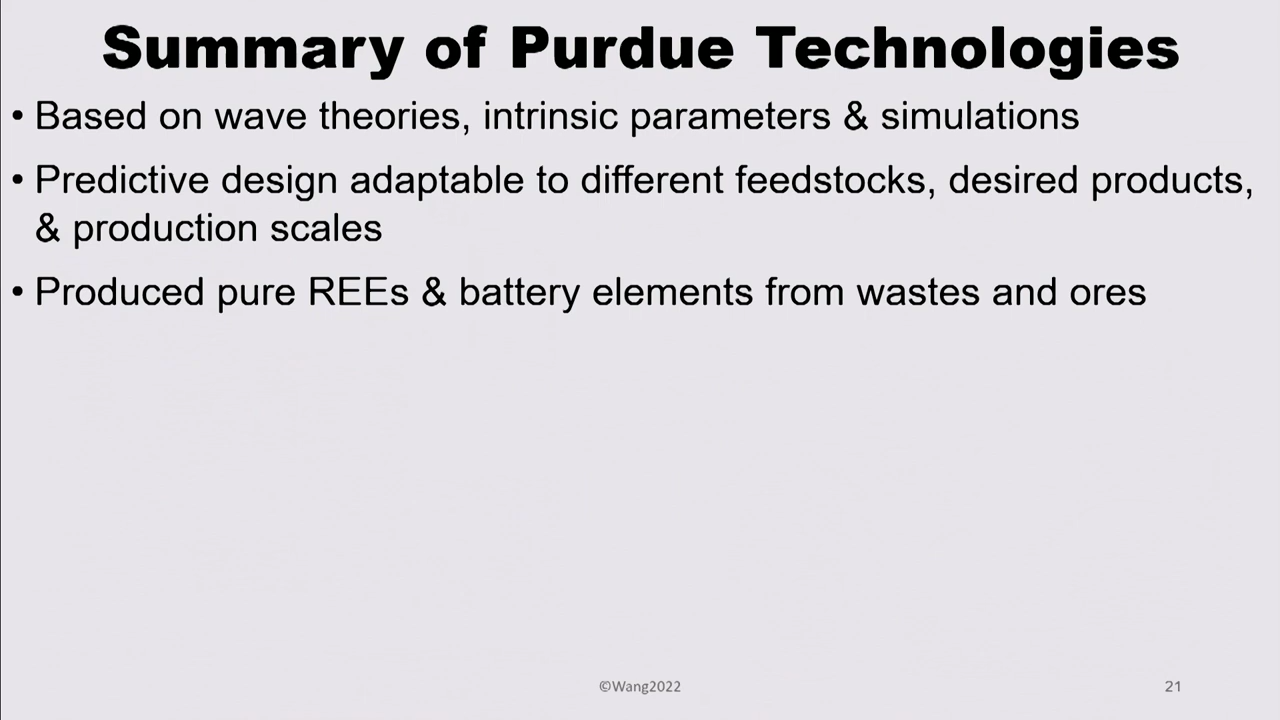 Summary of Purdue Technologies
• Based on wave theories, intrinsic parameters & simulations
• Predictive design adaptable to different feedstocks, desired products,
& production scales
• Produced pure REEs & battery elements from wastes and ores
©Wang2022
21